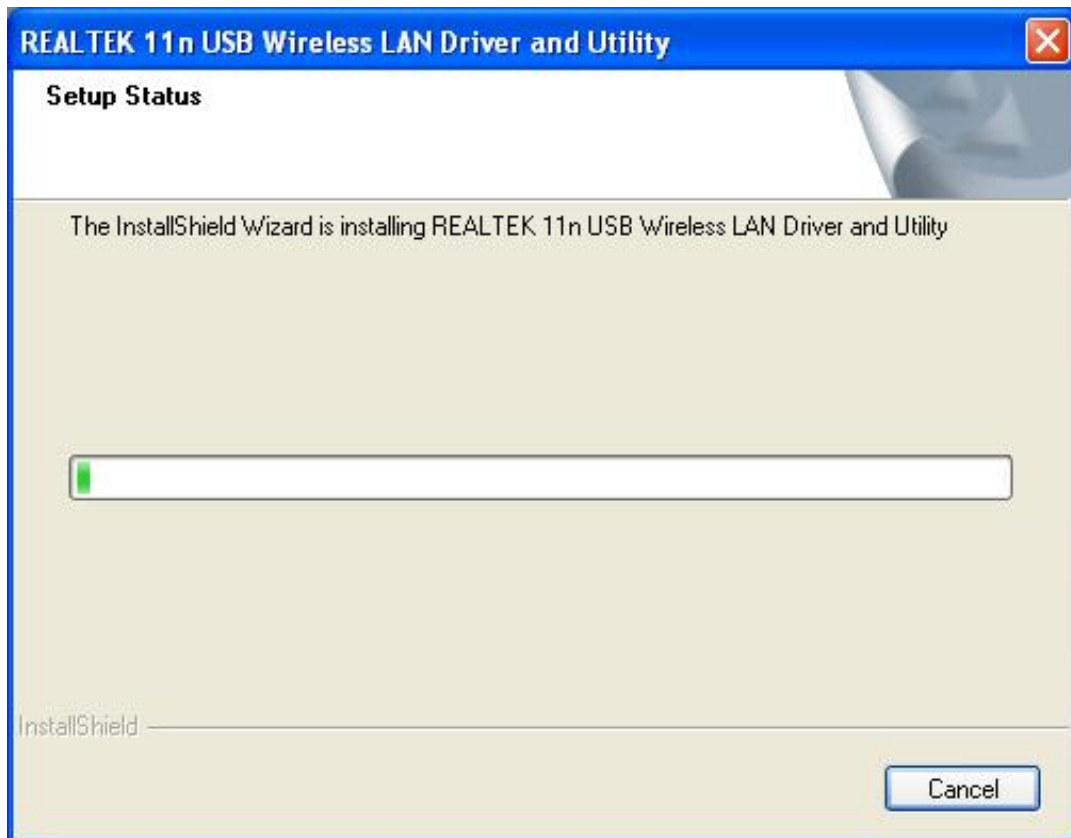 REALTEK 11n USB Wireless LAN Driver and Utility
Setup Status
The InstallShield Wizard is installing REALTEK 11n USB Wireless LAN Driver and Utility
InstallShield
Cancel